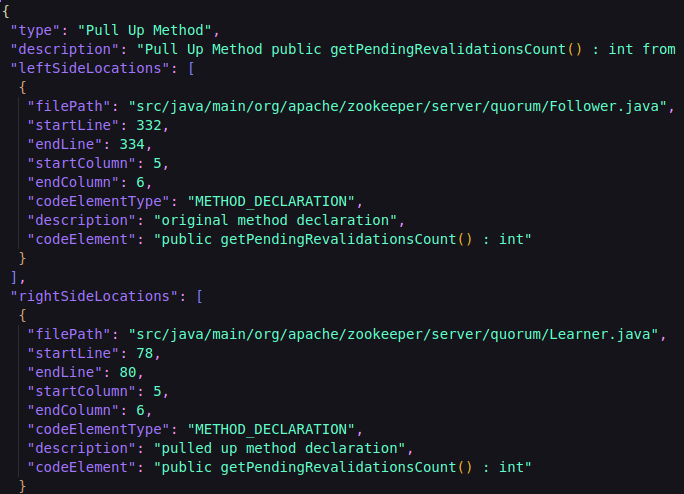 {
"type": "Pull Up Method",
"description": "Pull Up Method public getPendingRevalidationsCount() : int from
"leftSideLocations": [
{
"filePath": "src/java/main/org/apache/zookeeper/server/quorum/Follower.java",
"startLine": 332,
"endLine": 334,
"startColumn": 5,
"endColumn": 6,
"codeElementType": "METHOD_DECLARATION",
"description": "original method declaration",
"codeElement": "public getPendingRevalidationsCount() : int"
}
],
"rightSideLocations": [
{
"filePath": "src/java/main/org/apache/zookeeper/server/quorum/Learner.java",
"startLine": 78,
"endLine": 80,
"startColumn": 5,
"endColumn": 6,
"codeElementType": "METHOD_DECLARATION",
"description": "pulled up method declaration",
"codeElement": "public getPendingRevalidationsCount() : int"
}